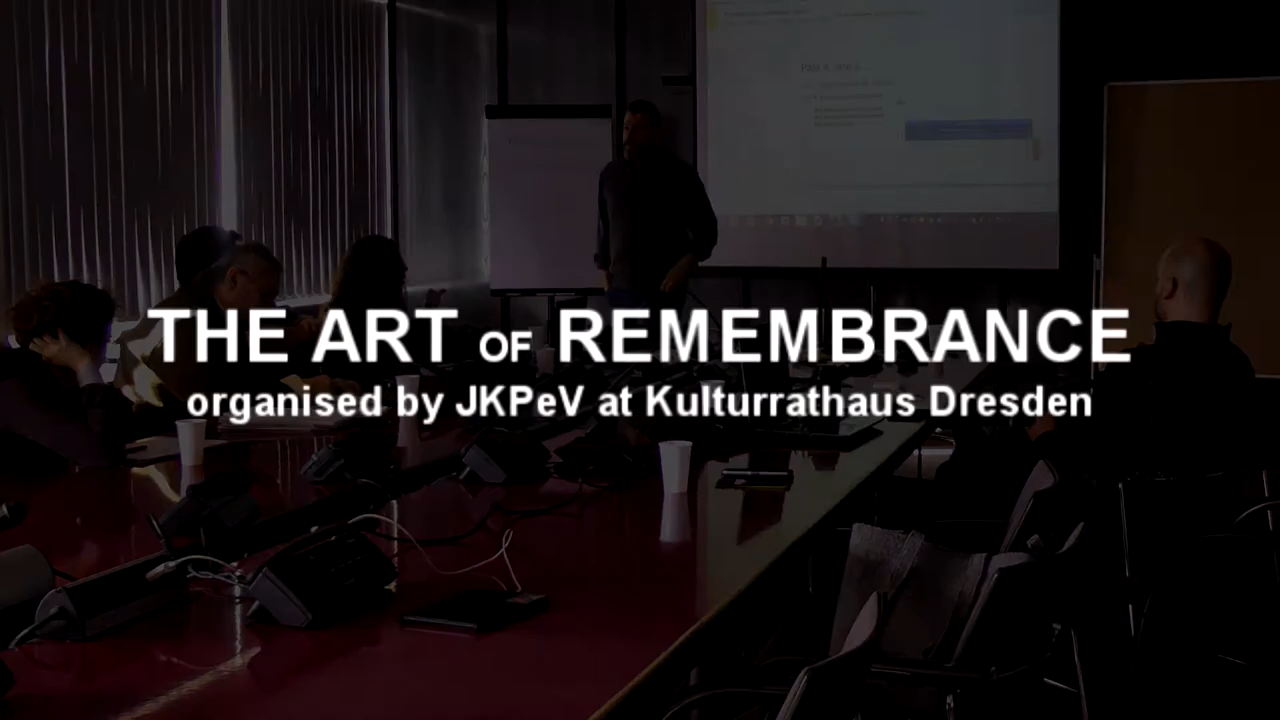 THE ART OF REMEMBRANCE
organised by JKPeV at Kulturrathaus Dresden